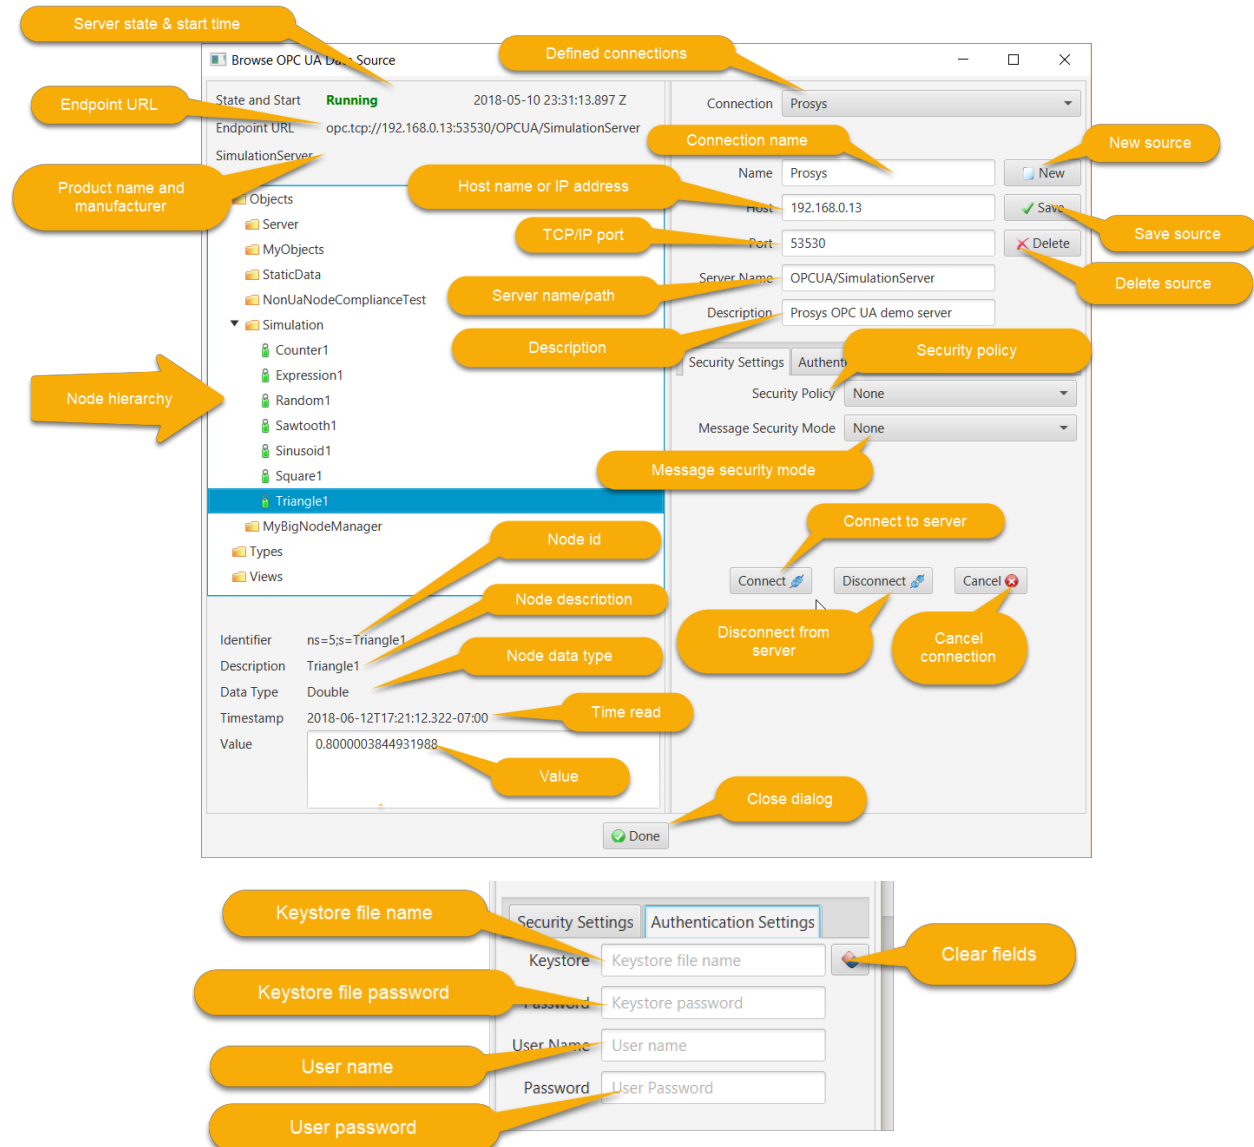 Server state & start time
Browse OPC UA Data Source
Defined connections
State and Start Running 2018-05-10 23:31:13.897 Z
Endpoint URL
Endpoint URL opc.tcp://192.168.0.13:53530/OPCUA/SimulationServer
SimulationServer
Product name and
manufacturer
Objects
Server
MyObjects
StaticData
NonUaNodeComplianceTest
Simulation
Counter1
Expression1
Random1
Sawtooth1
Sinusoid1
Square1
Triangle1
MyBigNodeManager
Types
Views
Node hierarchy
Node id
Node description
Identifier ns=5;s=Triangle1
Description Triangle1
Node data type
Data Type Double
Timestamp 2018-06-12T17:21:12.322-07:00
Time read
Value 0.8000003844931988
Value
Connection Prosys
Connection name
New source
Name Prosys New
Host name or IP address
Host 192.168.0.13 Save
Save source
TCP/IP port
Port 53530 Delete
Delete source
Server name/path
Server Name OPCUA/SimulationServer
Description Prosys OPC UA demo server
Description
Security policy
Security Settings Authent
Security Policy None
Message Security Mode None
Message security mode
Connect to server
Connect Disconnect Cancel
Disconnect from
server
Cancel
connection
Close dialog
Done
Keystore file name
Security Settings Authentication Settings
Keystore Keystore file name
Clear fields
Keystore file password
Password Keystore password
User Name User name
User name
Password User Password
User password